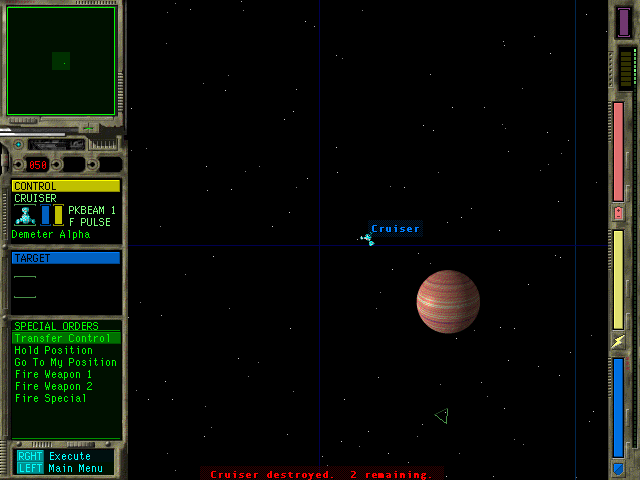 050
CONTROL
CRUISER
PKBEAM 1
F PULSE
Demeter Alpha
TARGET
SPECIAL ORDERS
Transfer Control
Hold Position
Go To My Position
Fire Weapon 1
Fire Weapon 2
Fire Special
RGHT Execute
LEFT Main Menu
Cruiser
Cruiser destroyed. 2 remaining.